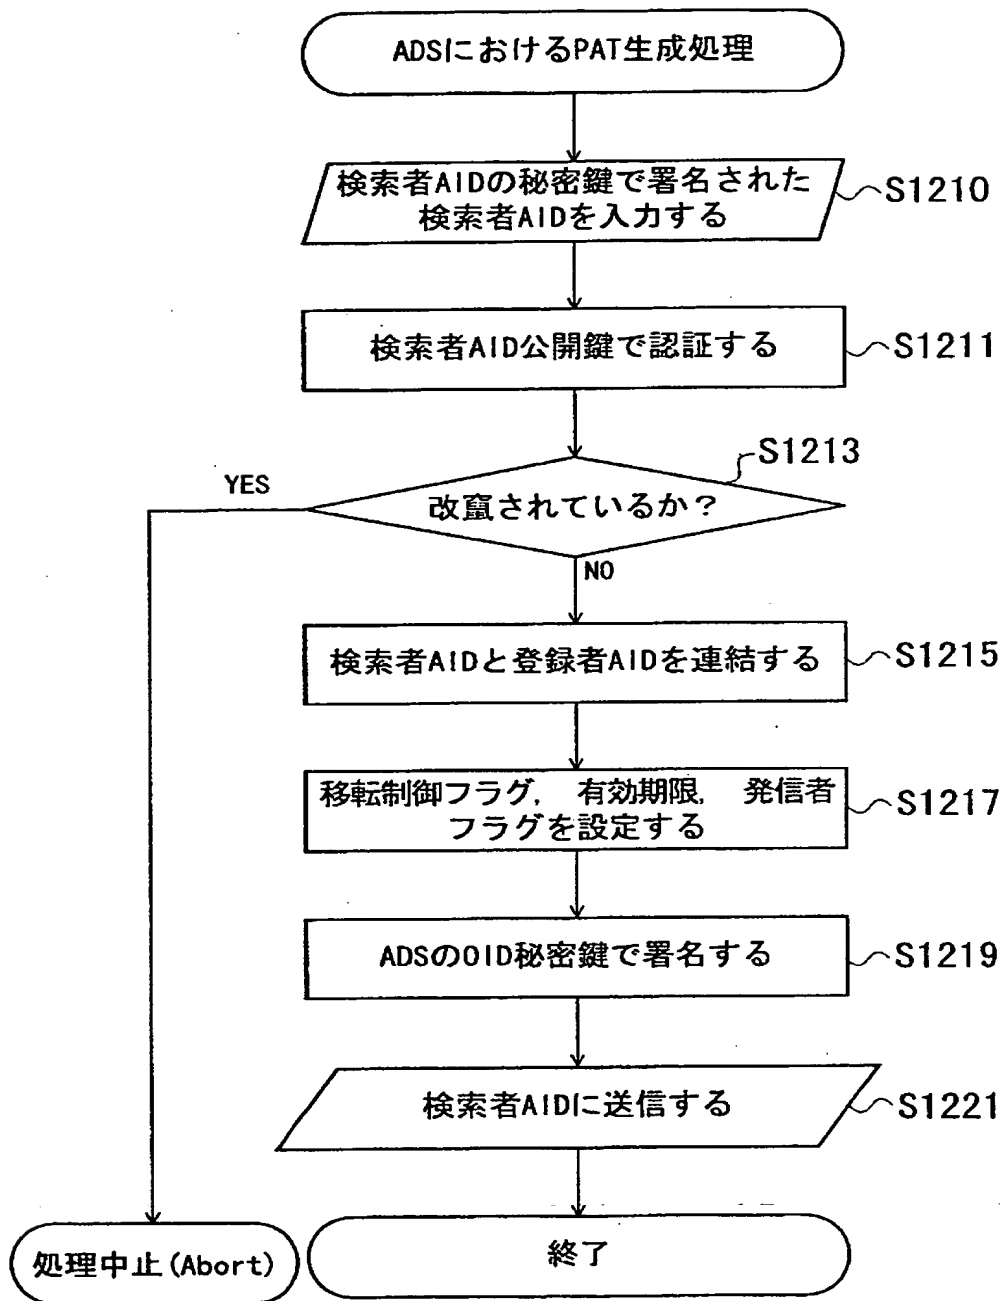 ADSにおけるPAT生成処理
検索者AIDの秘密鍵で署名された
検索者AIDを入力する
S1210
検索者AID公開鍵で認証する
S1211
S1213
YES
改竄されているか？
NO
検索者AIDと登録者AIDを連結する
S1215
移転制御フラグ, 有効期限, 発信者
フラグを設定する
S1217
ADSのOID秘密鍵で署名する
S1219
検索者AIDに送信する
S1221
処理中止(Abort)
終了